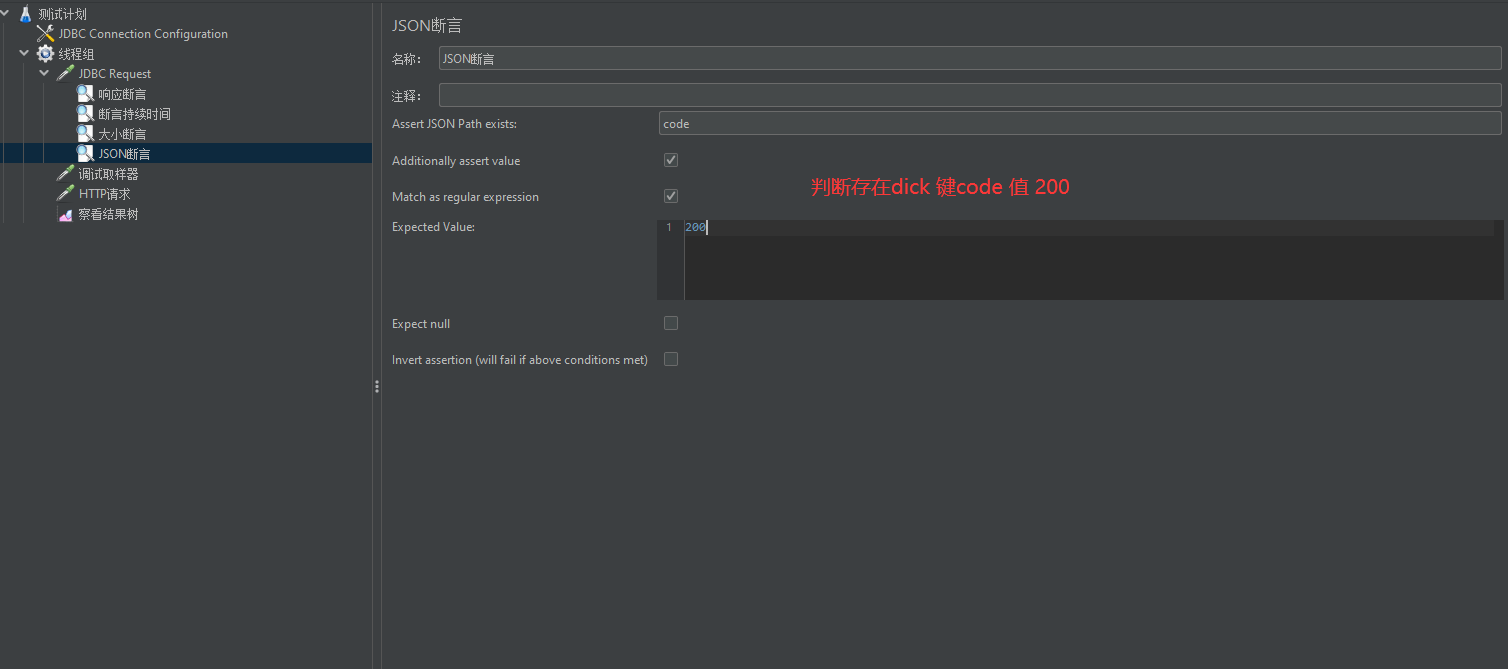 测试计划
JDBC Connection Configuration
线程组
JDBC Request
响应断言
断言持续时间
大小断言
JSON断言
调试取样器
HTTP请求
察看结果树
JSON断言
名称： JSON断言
注释：
Assert JSON Path exists: code
Additionally assert value
判断存在dick 键code 值 200
Match as regular expression
Expected Value: 1 200
Expect null
Invert assertion (will fail if above conditions met)